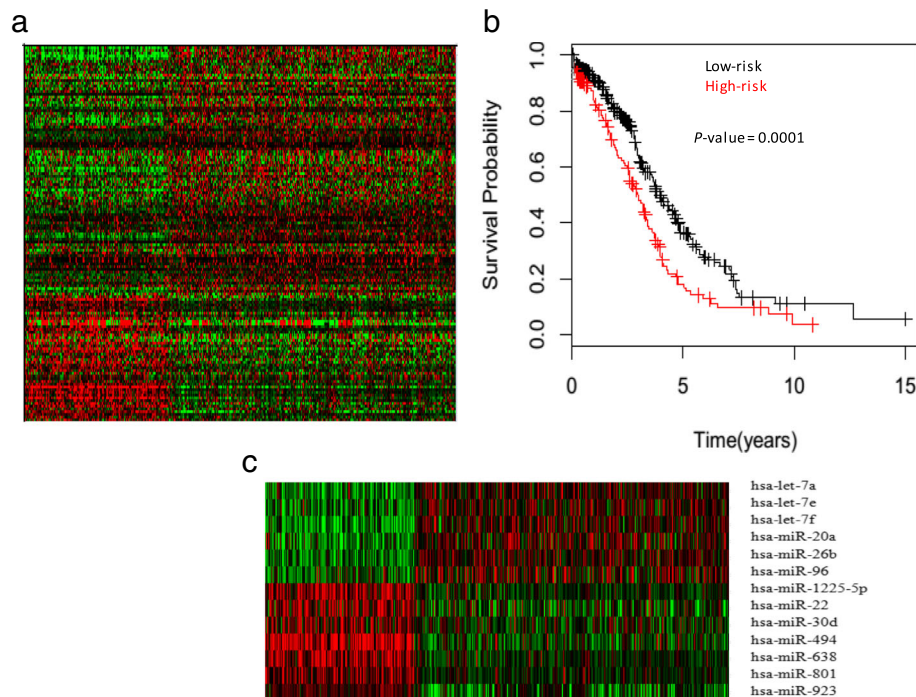 a
b
Low-risk
High-risk
P-value = 0.0001
Survival Probability
1.0
0.8
0.6
0.4
0.2
0.0
0 5 10 15
Time(years)
c
hsa-let-7a
hsa-let-7e
hsa-let-7f
hsa-miR-20a
hsa-miR-26b
hsa-miR-96
hsa-miR-1225-5p
hsa-miR-22
hsa-miR-30d
hsa-miR-494
hsa-miR-638
hsa-miR-801
hsa-miR-923